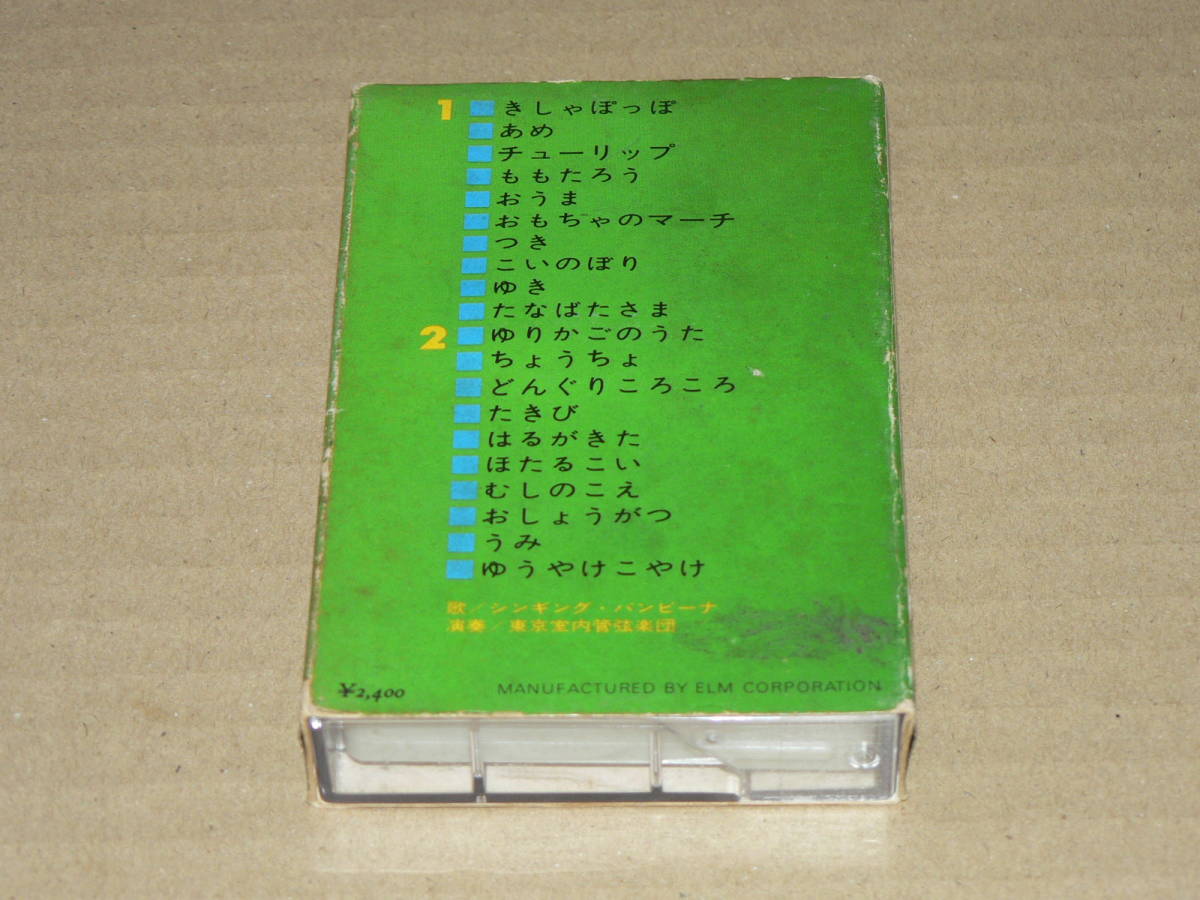 1 きしゃぽっぽ
あめ
チューリップ
ももたろう
おうま
おもちゃのマーチ
つき
こいのぼり
ゆき
たなばたさま
2 ゆりかごのうた
ちょうちょ
どんぐりころころ
たきび
はるがきた
ほたるこい
むしのこえ
おしょうがつ
うみ
ゆうやけこやけ
歌/シンギング・バンビーナ
演奏/東京室内管弦楽団
¥2,400 MANUFACTURED BY ELM CORPORATION